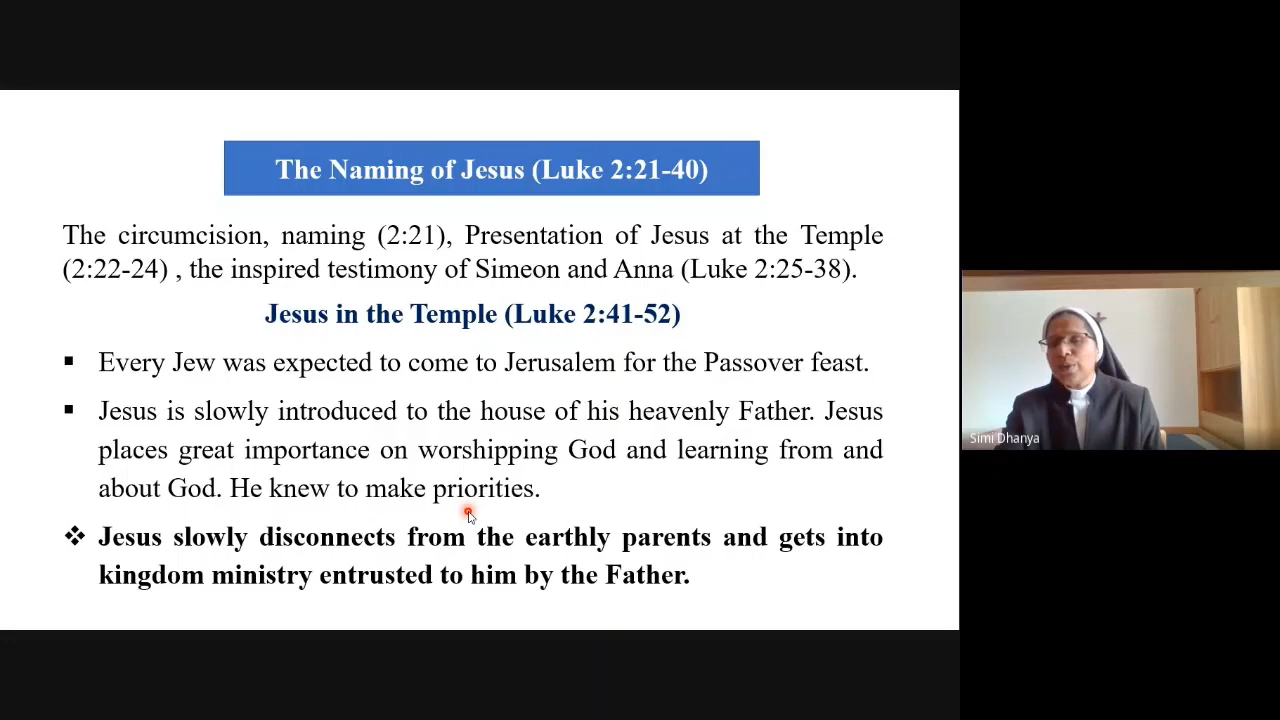 The Naming of Jesus (Luke 2:21-40)
The circumcision, naming (2:21), Presentation of Jesus at the Temple
(2:22-24) , the inspired testimony of Simeon and Anna (Luke 2:25-38).
Jesus in the Temple (Luke 2:41-52)
▪ Every Jew was expected to come to Jerusalem for the Passover feast.
▪ Jesus is slowly introduced to the house of his heavenly Father. Jesus
places great importance on worshipping God and learning from and
about God. He knew to make priorities.
❖ Jesus slowly disconnects from the earthly parents and gets into
kingdom ministry entrusted to him by the Father.
Simi Dhanya